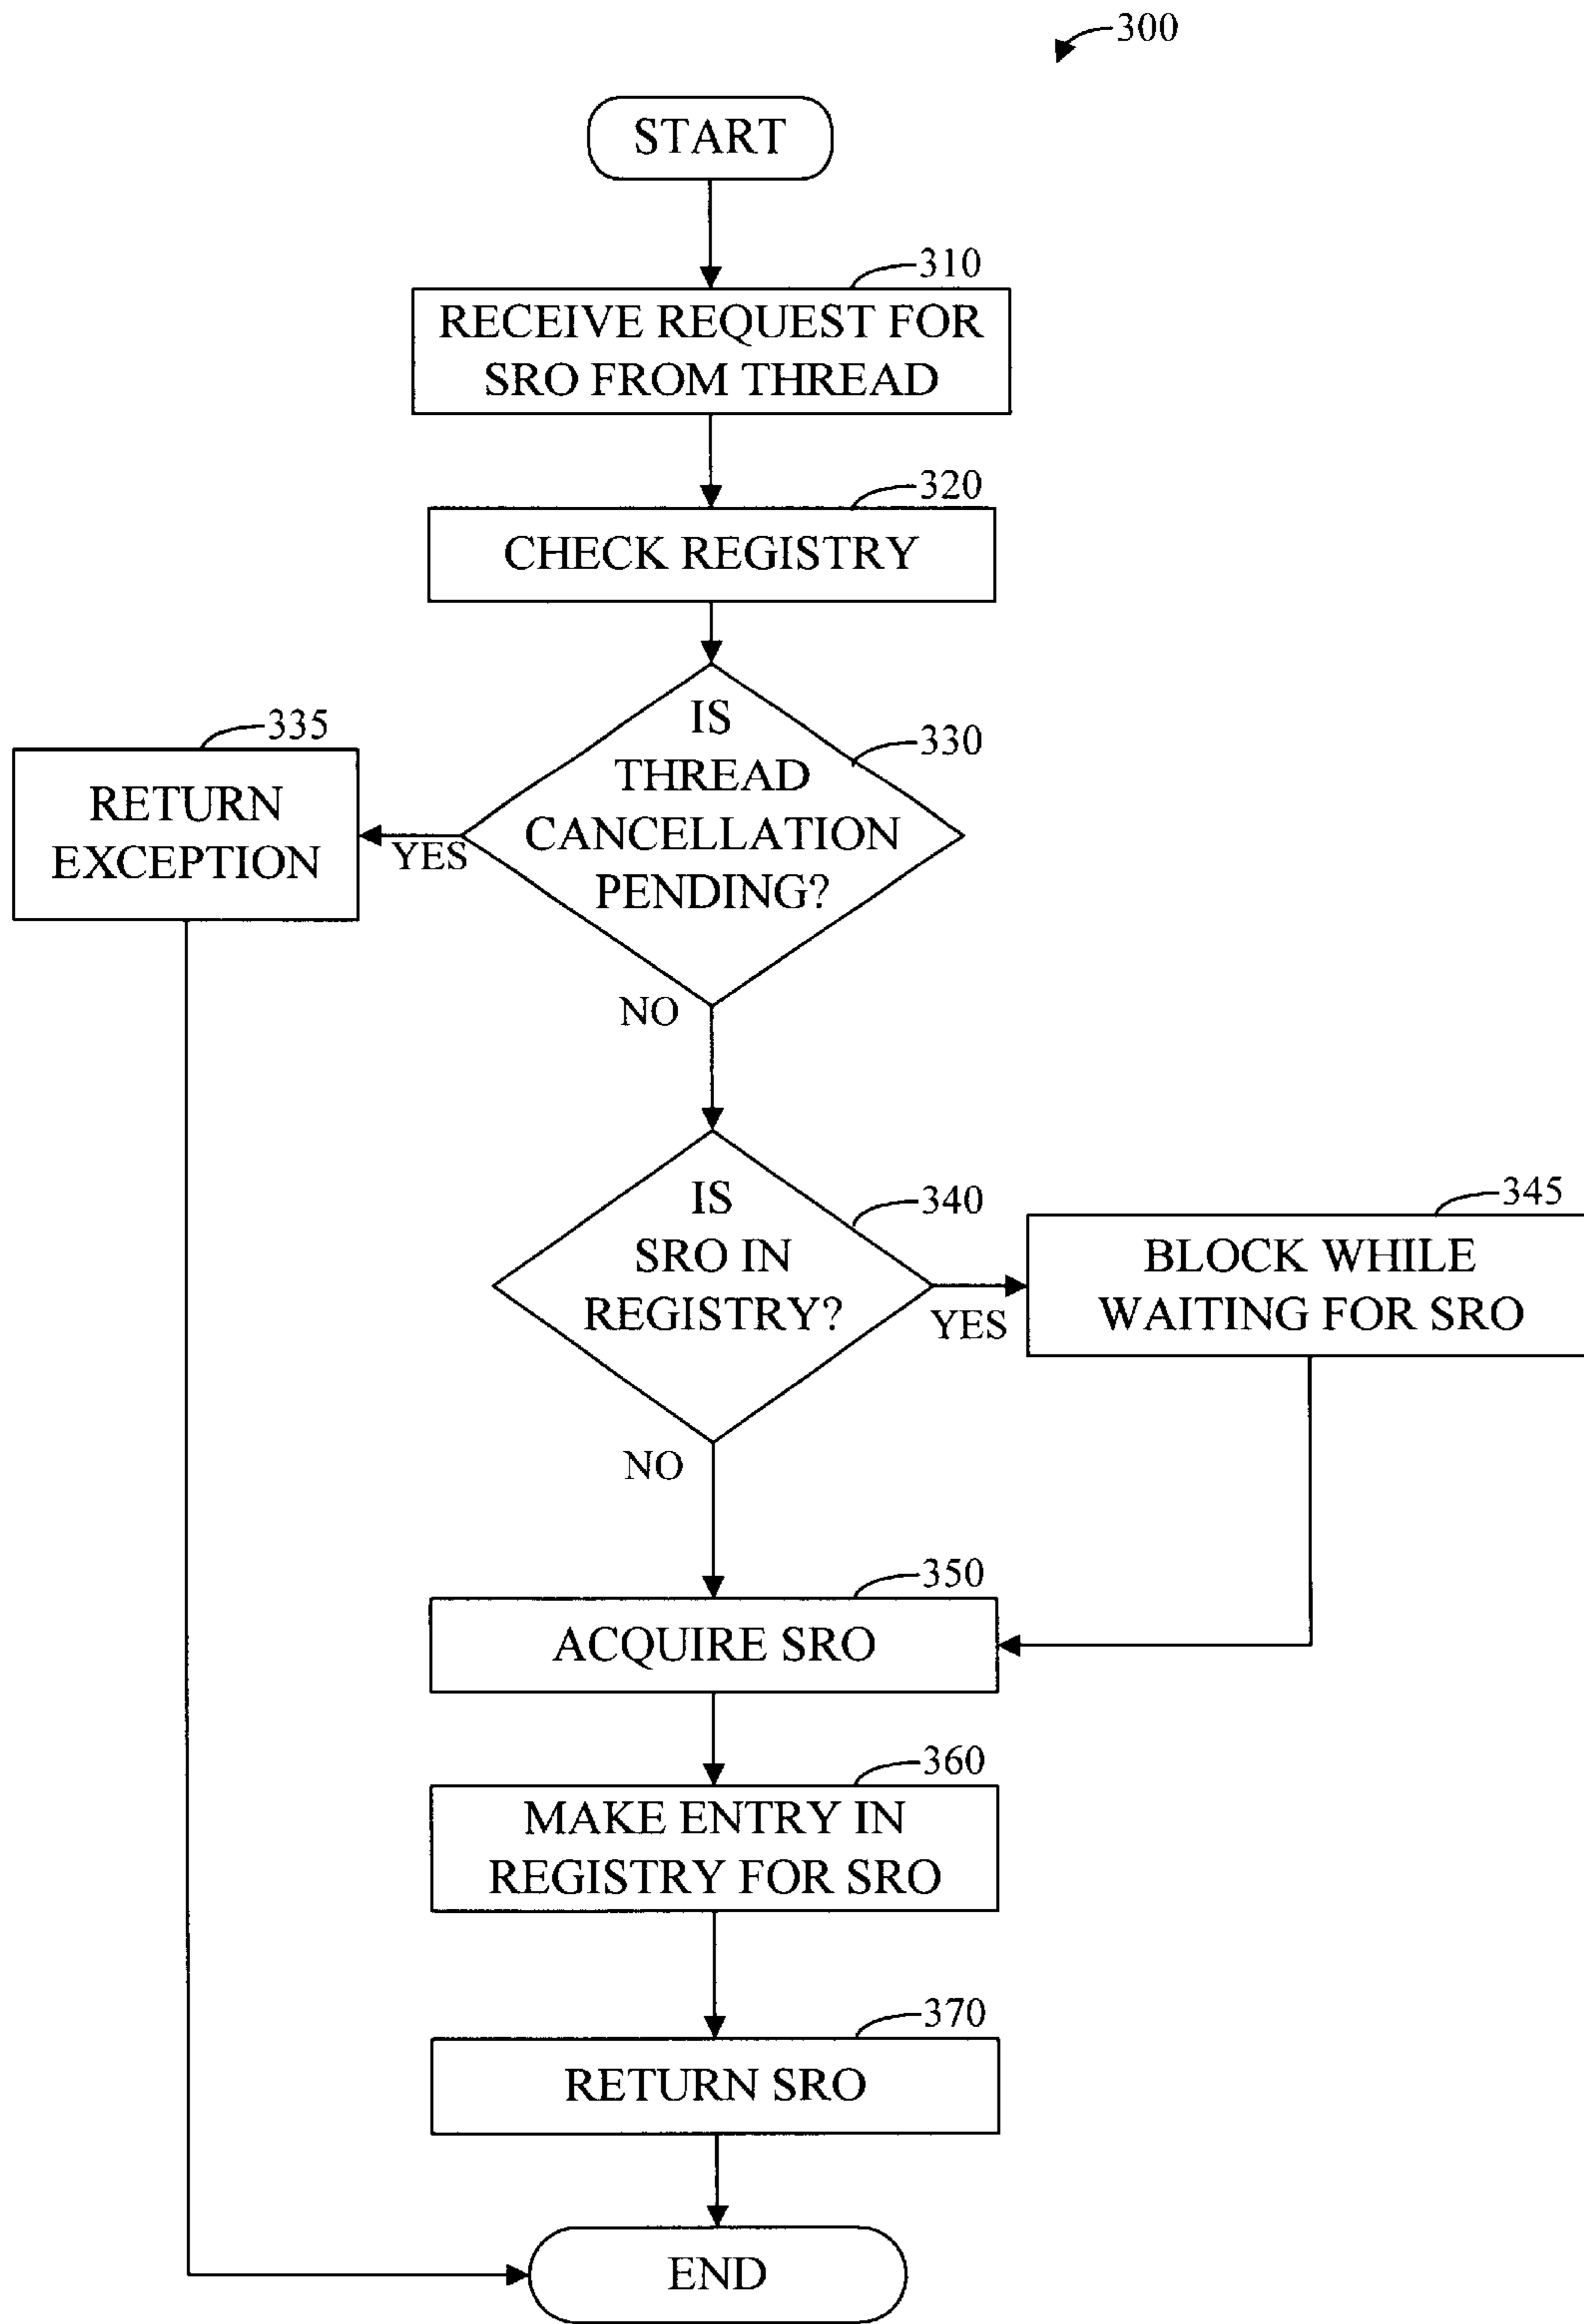 300
START
310
RECEIVE REQUEST FOR
SRO FROM THREAD
320
CHECK REGISTRY
335
RETURN
EXCEPTION
YES
330
IS
THREAD
CANCELLATION
PENDING?
NO
340
IS
SRO IN
REGISTRY?
YES
345
BLOCK WHILE
WAITING FOR SRO
NO
350
ACQUIRE SRO
360
MAKE ENTRY IN
REGISTRY FOR SRO
370
RETURN SRO
END